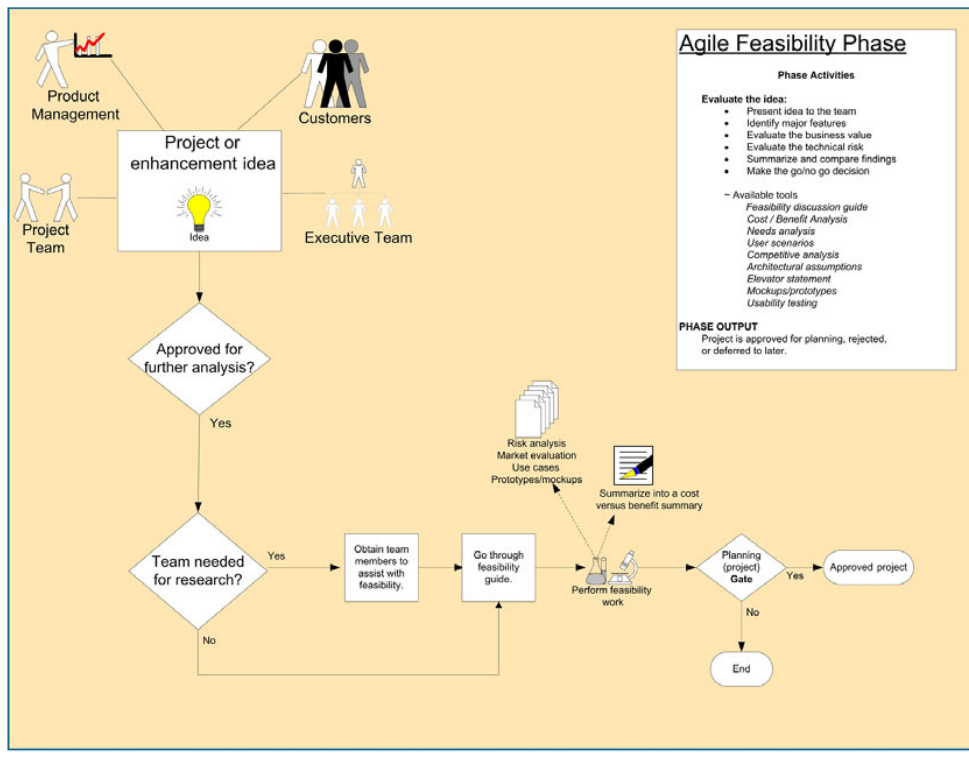 Agile Feasibility Phase
Phase Activities
Evaluate the idea:
• Present idea to the team
• Identify major features
• Evaluate the business value
• Evaluate the technical risk
• Summarize and compare findings
• Make the go/no go decision
~ Available tools
Feasibility discussion guide
Cost / Benefit Analysis
Needs analysis
User scenarios
Competitive analysis
Architectural assumptions
Elevator statement
Mockups/prototypes
Usability testing
PHASE OUTPUT
Project is approved for planning, rejected,
or deferred to later.
Product
Management
Customers
Project or
enhancement idea
Idea
Project
Team
Executive Team
Approved for
further analysis?
Yes
Team needed
for research?
Yes
No
Obtain team
members to
assist with
feasibility.
Go through
feasibility
guide.
Risk analysis
Market evaluation
Use cases
Prototypes/mockups
Summarize into a cost
versus benefit summary
Perform feasibility
work
Planning
(project)
Gate
Yes
Approved project
No
End